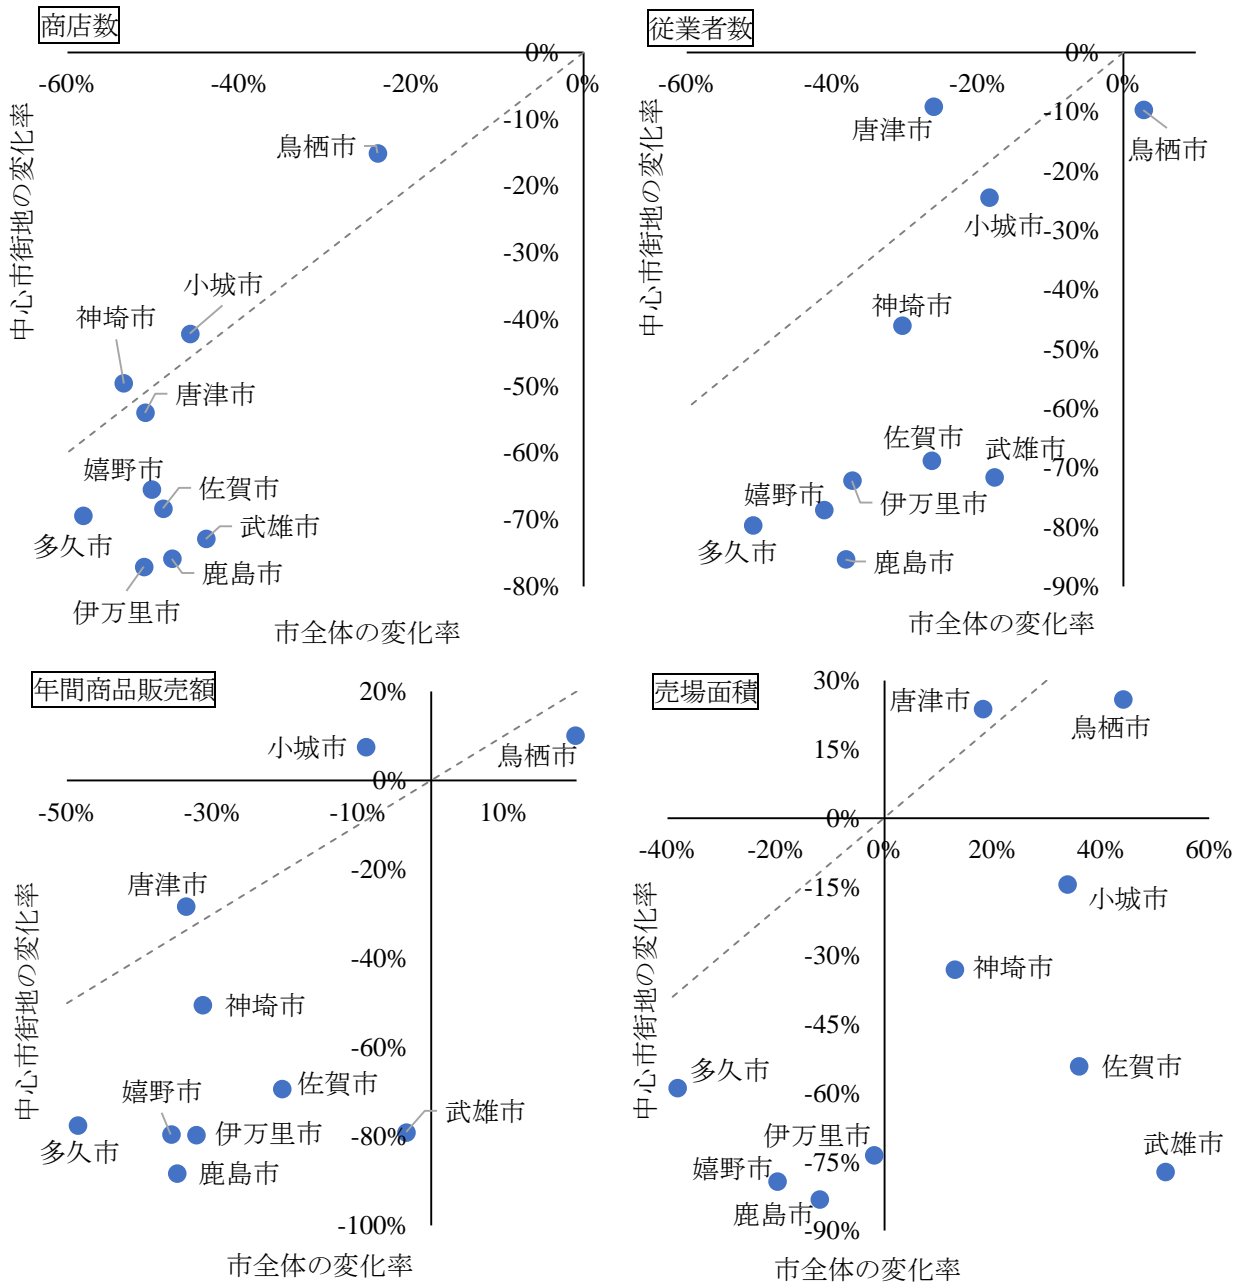 商店数
0%
-60%
-40%
-20%
0%
-10%
鳥栖市
-20%
-30%
小城市
神埼市
-40%
-50%
唐津市
-60%
嬉野市
佐賀市
-70%
武雄市
多久市
鹿島市
-80%
伊万里市
市全体の変化率
中心市街地の変化率
従業者数
0%
-60%
-40%
-20%
0%
-10%
唐津市
鳥栖市
-20%
小城市
-30%
-40%
神埼市
-50%
-60%
佐賀市
武雄市
-70%
嬉野市
伊万里市
-80%
多久市
鹿島市
-90%
市全体の変化率
中心市街地の変化率
年間商品販売額
20%
小城市
鳥栖市
0%
-50%
-30%
-10%
10%
-20%
唐津市
-40%
神埼市
-60%
佐賀市
嬉野市
武雄市
伊万里市
-80%
多久市
鹿島市
-100%
市全体の変化率
中心市街地の変化率
売場面積
30%
唐津市
鳥栖市
15%
0%
-40%
-20%
0%
20%
40%
60%
-15%
小城市
-30%
神埼市
-45%
佐賀市
多久市
-60%
伊万里市
武雄市
-75%
嬉野市
鹿島市
-90%
市全体の変化率
中心市街地の変化率